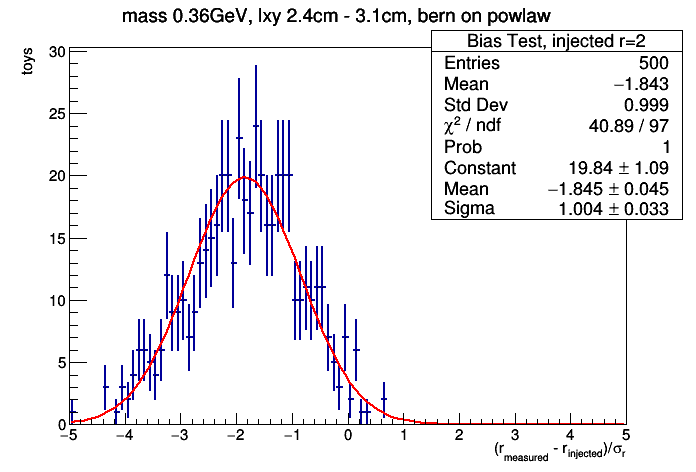 mass 0.36GeV, lxy 2.4cm - 3.1cm, bern on powlaw
Bias Test, injected r=2
Entries 500
Mean −1.843
Std Dev 0.999
χ² / ndf 40.89 / 97
Prob 1
Constant 19.84 ± 1.09
Mean −1.845 ± 0.045
Sigma 1.004 ± 0.033
toys
30
25
20
15
10
5
0
−5 −4 −3 −2 −1 0 1 2 3 4 5
(r_measured - r_injected)/σ_r